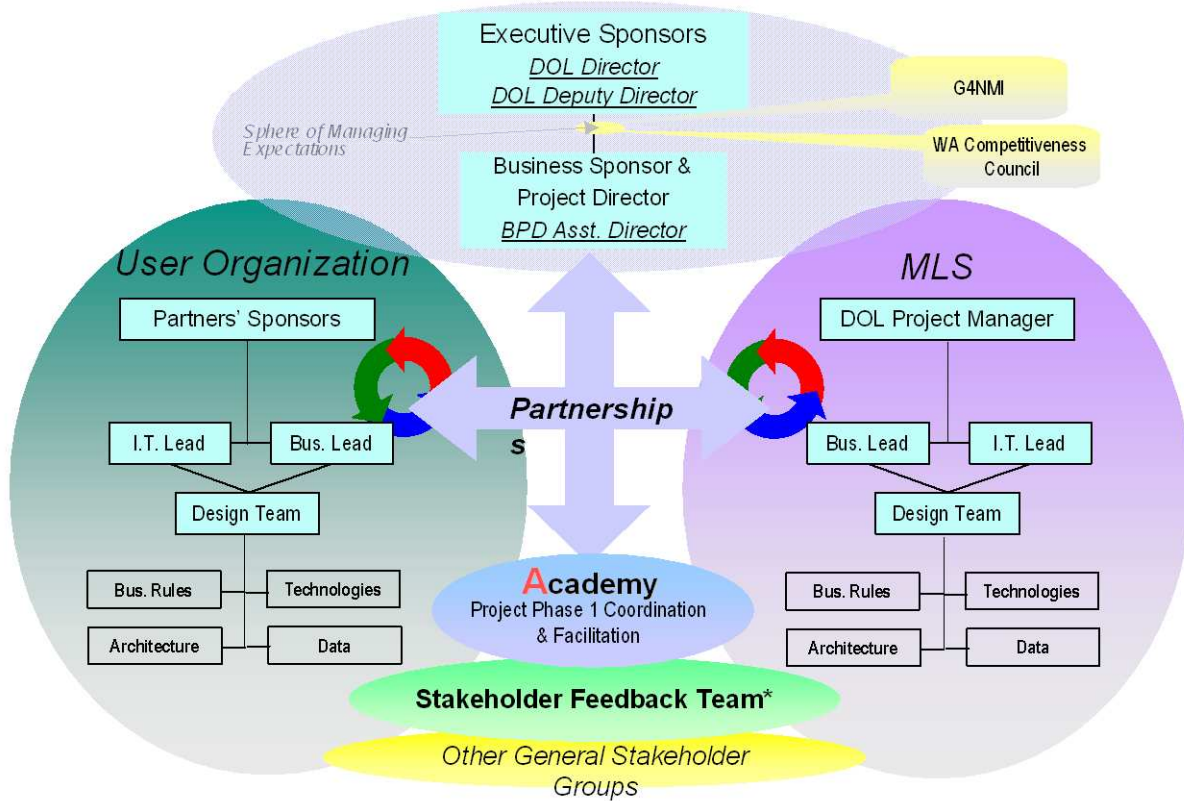 Executive Sponsors
DOL Director
DOL Deputy Director
G4NMI
Sphere of Managing
Expectations
WA Competitiveness
Council
Business Sponsor &
Project Director
BPD Asst. Director
User Organization
Partners' Sponsors
I.T. Lead
Bus. Lead
Design Team
Bus. Rules
Technologies
Architecture
Data
Partnership
s
MLS
DOL Project Manager
Bus. Lead
I.T. Lead
Design Team
Bus. Rules
Technologies
Architecture
Data
Academy
Project Phase 1 Coordination
& Facilitation
Stakeholder Feedback Team*
Other General Stakeholder
Groups